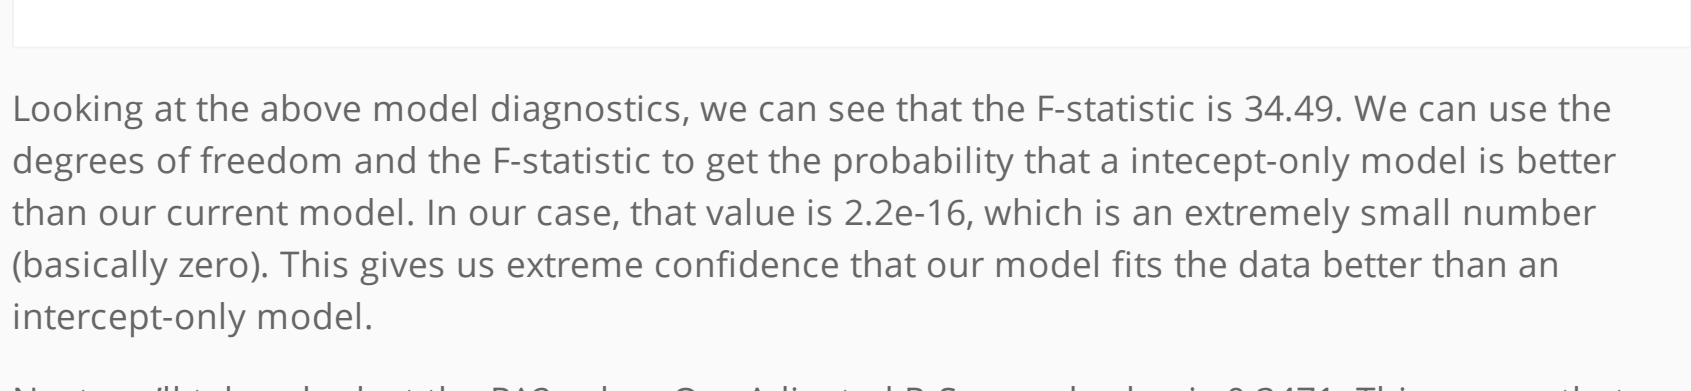 Looking at the above model diagnostics, we can see that the F-statistic is 34.49. We can use the
degrees of freedom and the F-statistic to get the probability that a intecept-only model is better
than our current model. In our case, that value is 2.2e-16, which is an extremely small number
(basically zero). This gives us extreme confidence that our model fits the data better than an
intercept-only model.